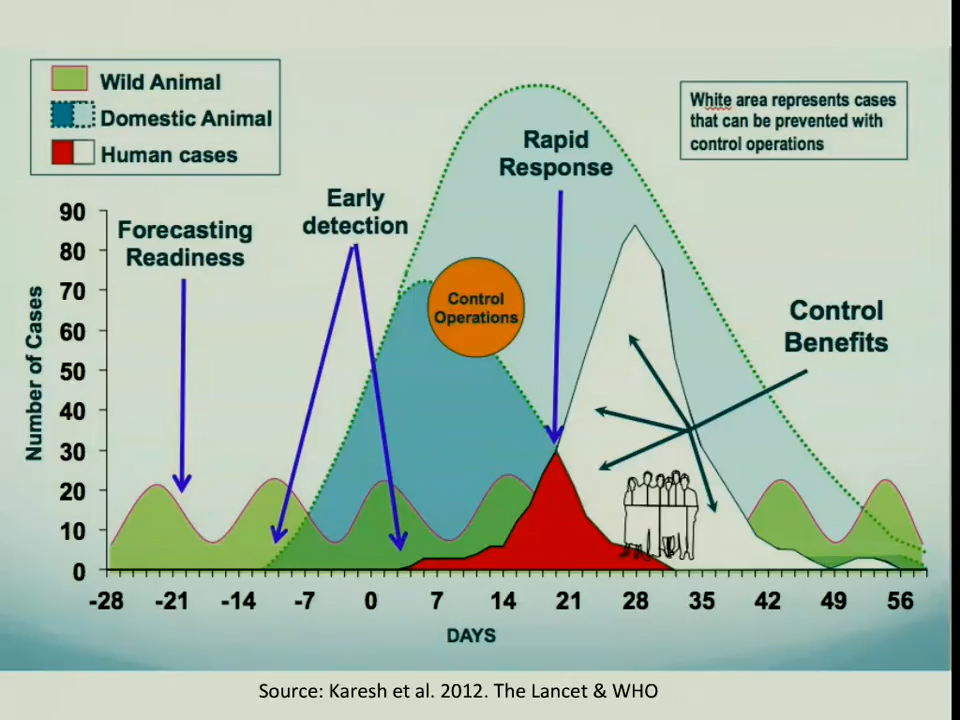 Wild Animal
Domestic Animal
Human cases
White area represents cases
that can be prevented with
control operations
Rapid
Response
Early
detection
Forecasting
Readiness
Control
Operations
Control
Benefits
Number of Cases
90
80
70
60
50
40
30
20
10
0
-28 -21 -14 -7 0 7 14 21 28 35 42 49 56
DAYS
Source: Karesh et al. 2012. The Lancet & WHO